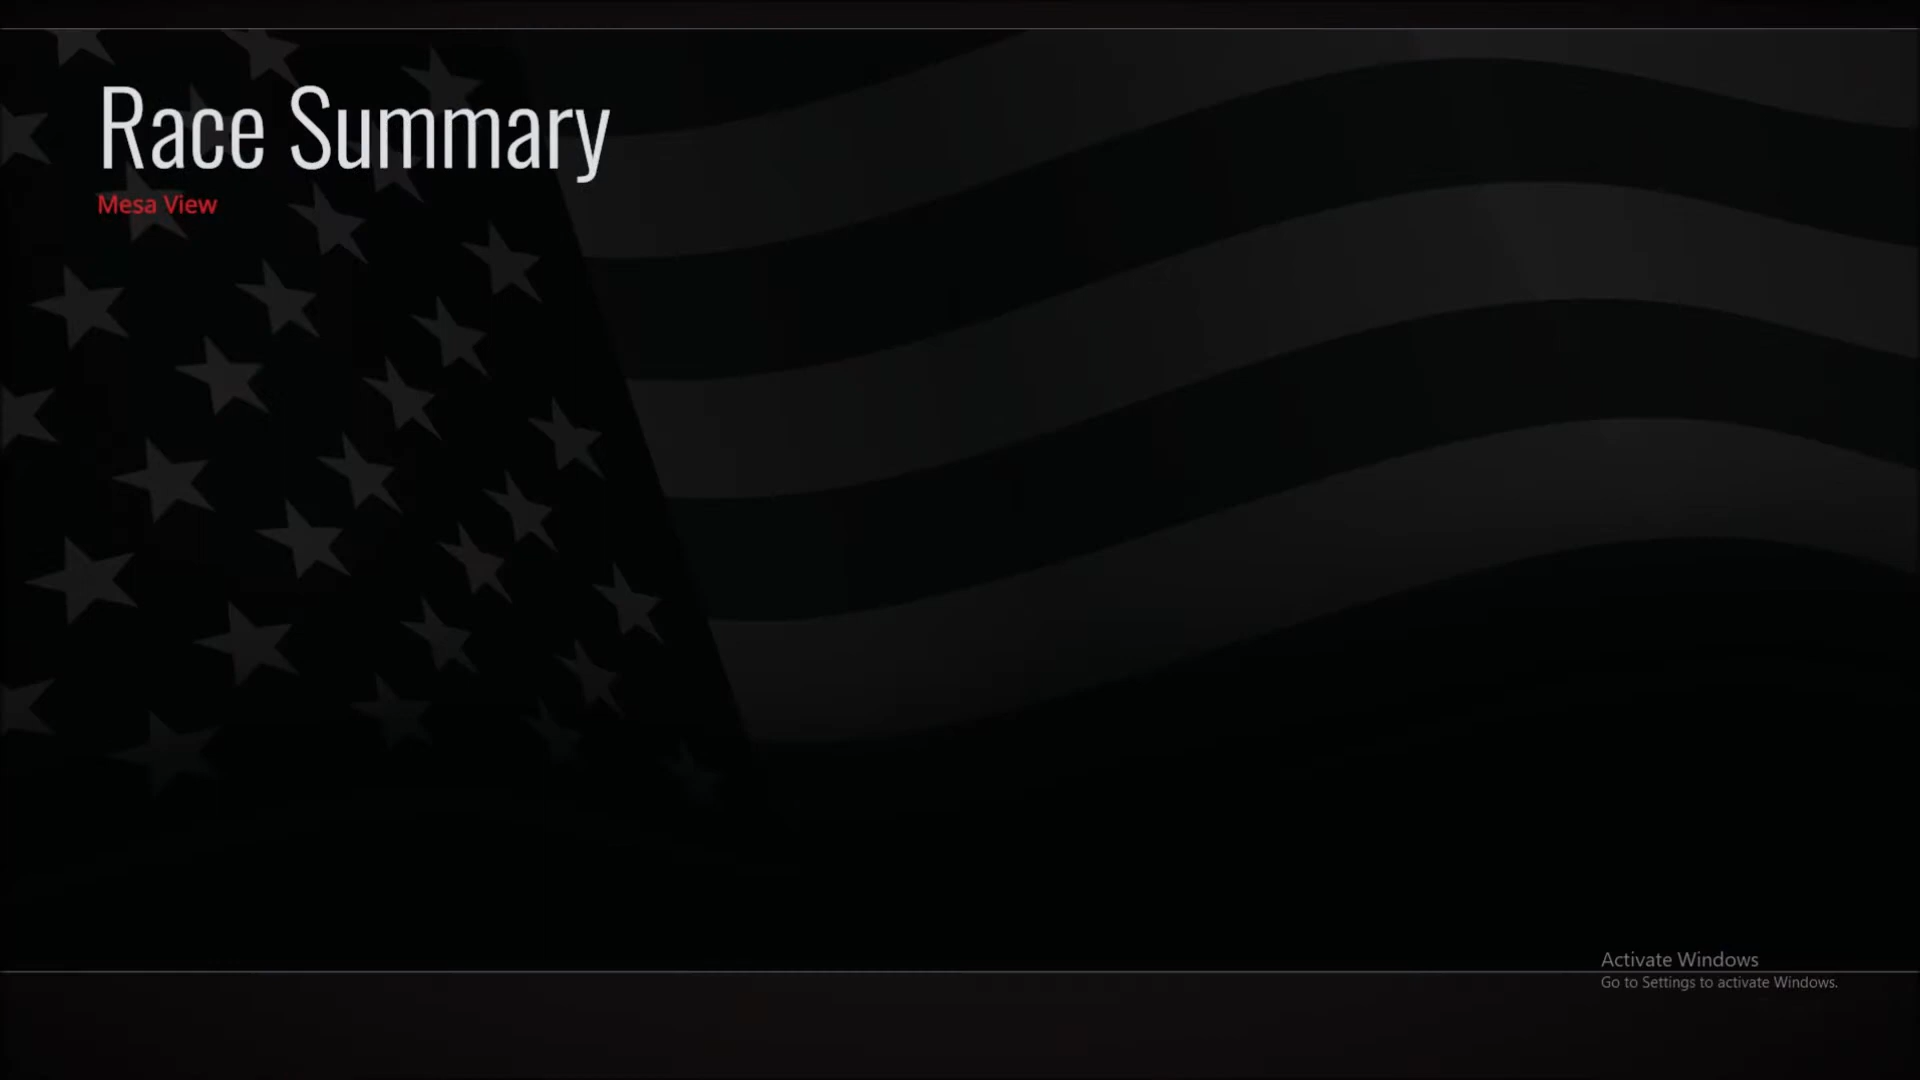 Race Summary
Mesa View
Activate Windows
Go to Settings to activate Windows.